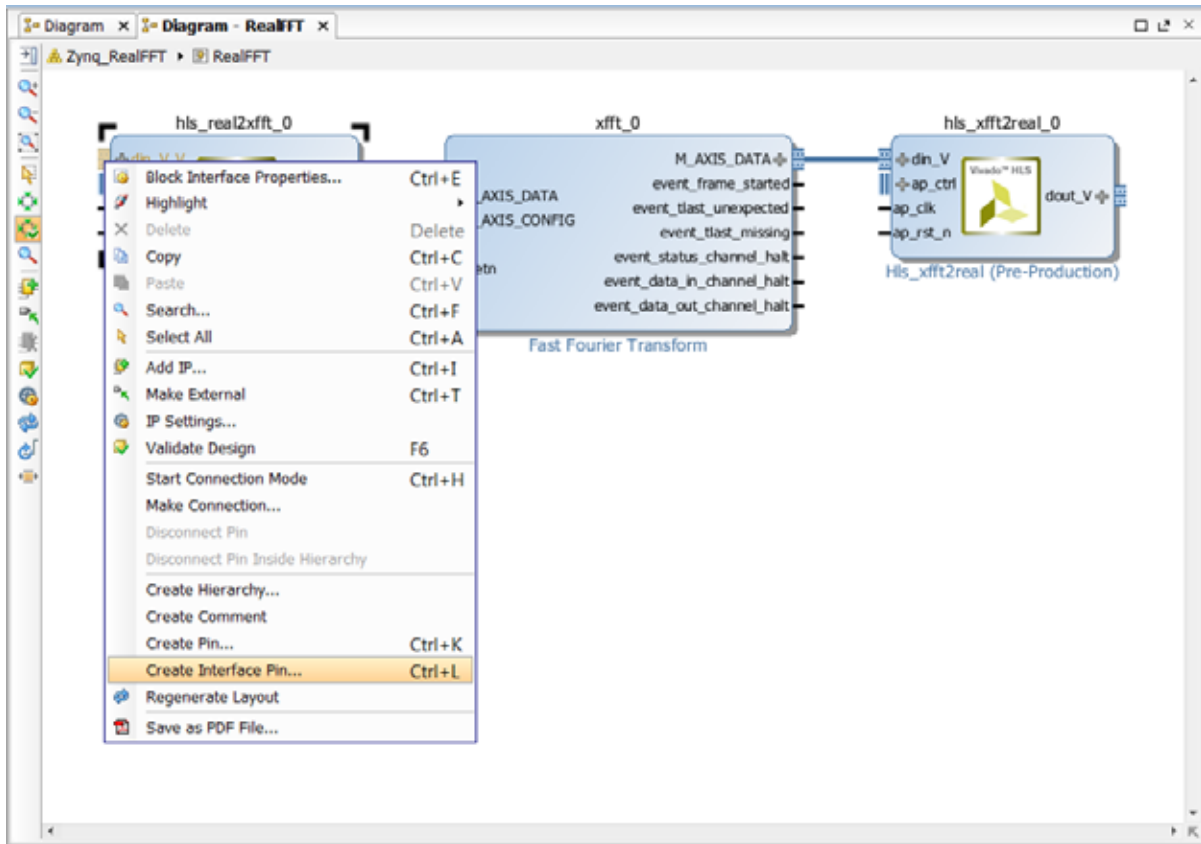 Diagram × Diagram - RealFFT ×
Zynq_RealFFT ▸ RealFFT
hls_real2xfft_0
xfft_0
hls_xfft2real_0
din_V_V
M_AXIS_DATA
event_frame_started
event_tlast_unexpected
event_tlast_missing
event_status_channel_halt
event_data_in_channel_halt
event_data_out_channel_halt
_AXIS_DATA
_AXIS_CONFIG
etn
Fast Fourier Transform
din_V
ap_ctrl
ap_clk
ap_rst_n
Vivado™ HLS
dout_V
Hls_xfft2real (Pre-Production)
Block Interface Properties... Ctrl+E
Highlight
Delete Delete
Copy Ctrl+C
Paste Ctrl+V
Search... Ctrl+F
Select All Ctrl+A
Add IP... Ctrl+I
Make External Ctrl+T
IP Settings...
Validate Design F6
Start Connection Mode Ctrl+H
Make Connection...
Disconnect Pin
Disconnect Pin Inside Hierarchy
Create Hierarchy...
Create Comment
Create Pin... Ctrl+K
Create Interface Pin... Ctrl+L
Regenerate Layout
Save as PDF File...